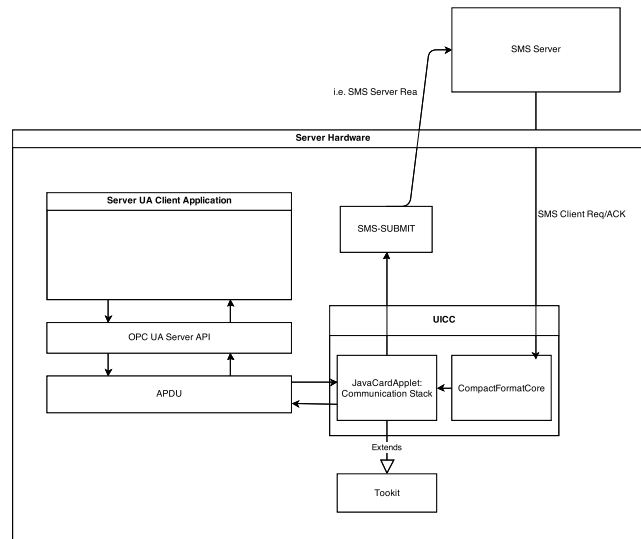 SMS Server
i.e. SMS Server Rea
Server Hardware
Server UA Client Application
SMS-SUBMIT
SMS Client Req/ACK
UICC
OPC UA Server API
JavaCardApplet:
Communication Stack
CompactFormatCore
APDU
Extends
Tookit